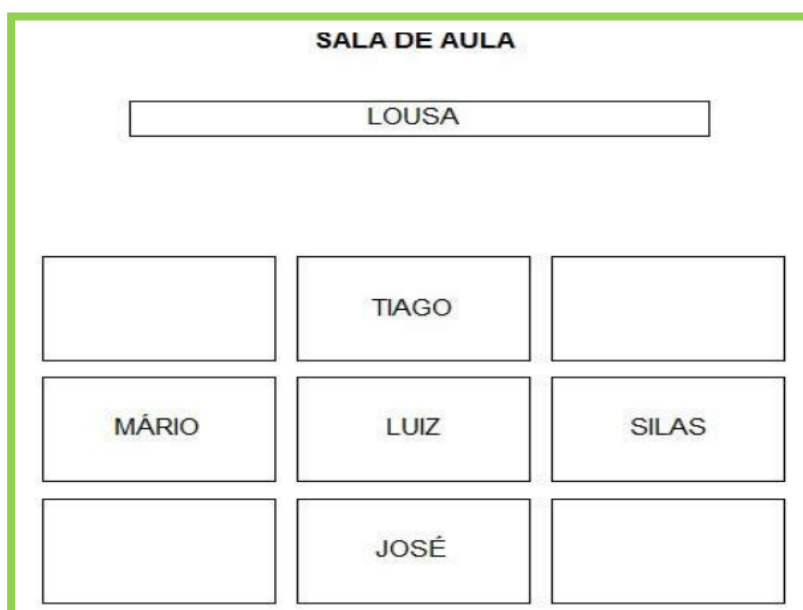 SALA DE AULA
LOUSA
TIAGO
MÁRIO LUIZ SILAS
JOSÉ